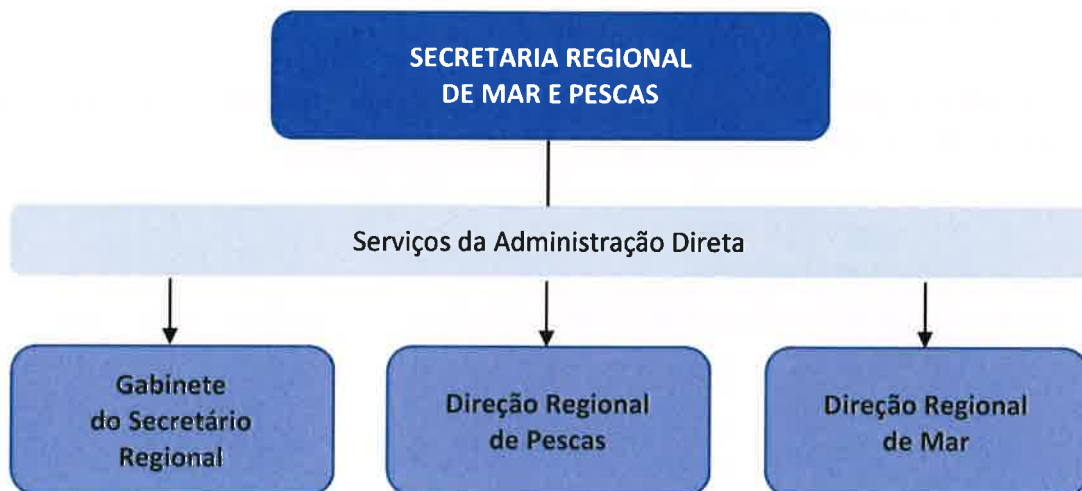 SECRETARIA REGIONAL
DE MAR E PESCAS
Serviços da Administração Direta
Gabinete
do Secretário
Regional
Direção Regional
de Pescas
Direção Regional
de Mar